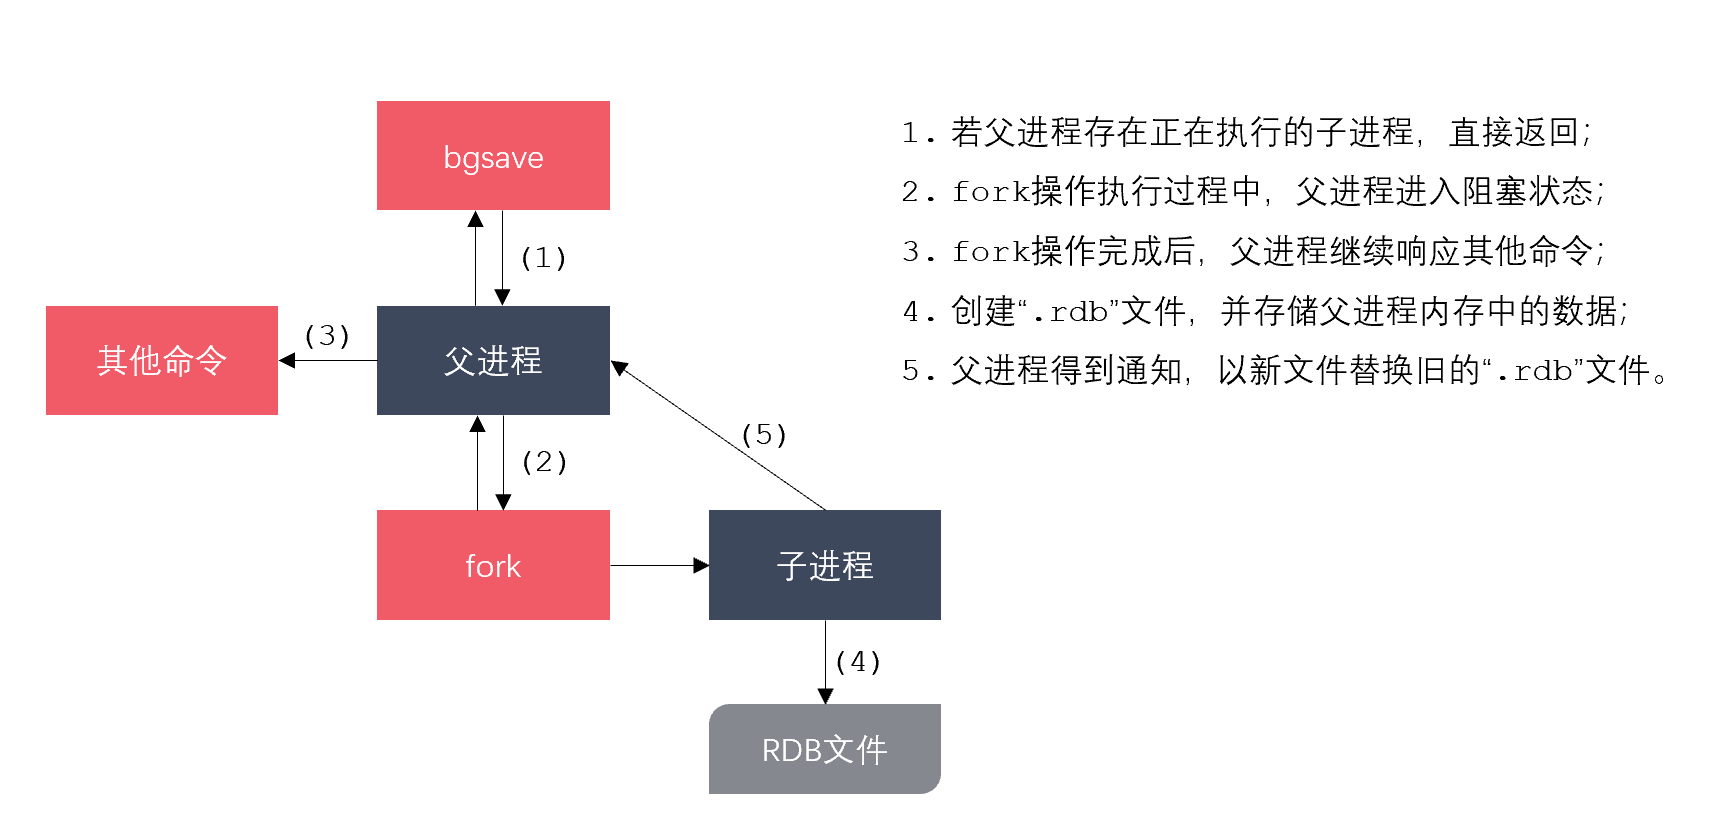 bgsave
(1)
其他命令
(3)
父进程
(2)
(5)
fork
子进程
(4)
RDB文件
1. 若父进程存在正在执行的子进程，直接返回；
2. fork操作执行过程中，父进程进入阻塞状态；
3. fork操作完成后，父进程继续响应其他命令；
4. 创建“.rdb”文件，并存储父进程内存中的数据；
5. 父进程得到通知，以新文件替换旧的“.rdb”文件。